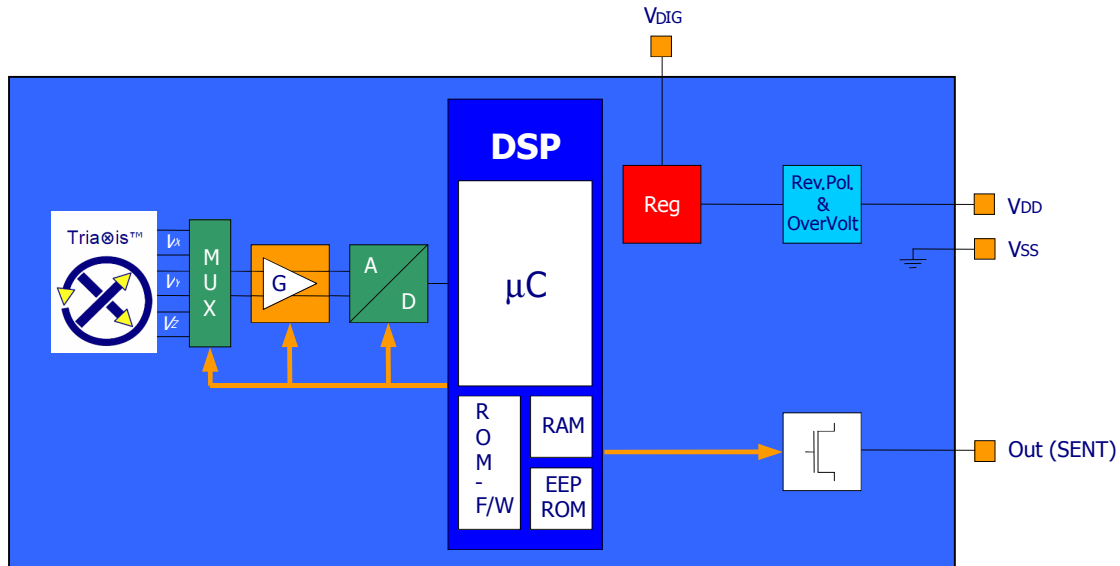 VDIG
DSP
Reg
Rev.Pol.
&
OverVolt
VDD
VSS
Tria⊗is™
VX
VY
VZ
M
U
X
G
A
D
µC
R
O
M
-
F/W
RAM
EEP
ROM
Out (SENT)